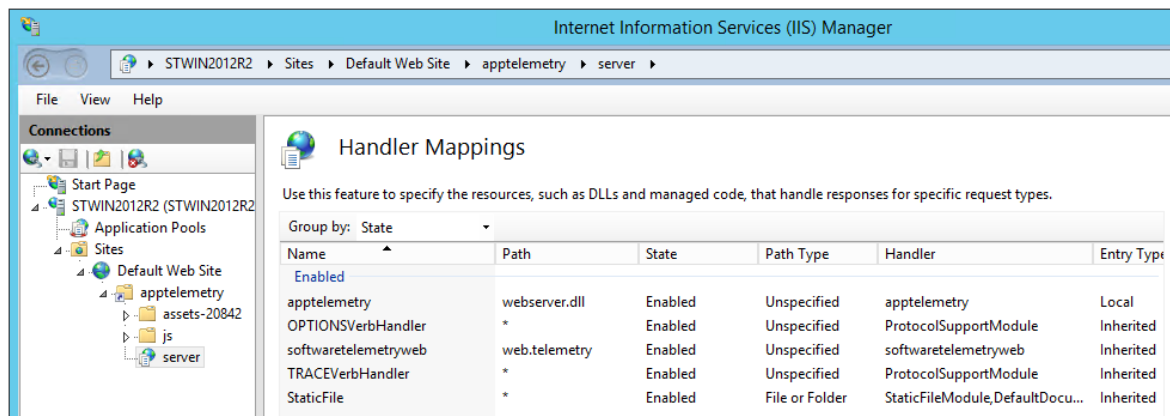 Internet Information Services (IIS) Manager
STWIN2012R2 Sites Default Web Site apptelemetry server
File View Help
Connections
Start Page
STWIN2012R2 (STWIN2012R2
Application Pools
Sites
Default Web Site
apptelemetry
assets-20842
js
server
Handler Mappings
Use this feature to specify the resources, such as DLLs and managed code, that handle responses for specific request types.
Group by: State
Name Path State Path Type Handler Entry Type
Enabled
apptelemetry webserver.dll Enabled Unspecified apptelemetry Local
OPTIONSVerbHandler * Enabled Unspecified ProtocolSupportModule Inherited
softwaretelemetryweb web.telemetry Enabled Unspecified softwaretelemetryweb Inherited
TRACEVerbHandler * Enabled Unspecified ProtocolSupportModule Inherited
StaticFile * Enabled File or Folder StaticFileModule,DefaultDocu... Inherited